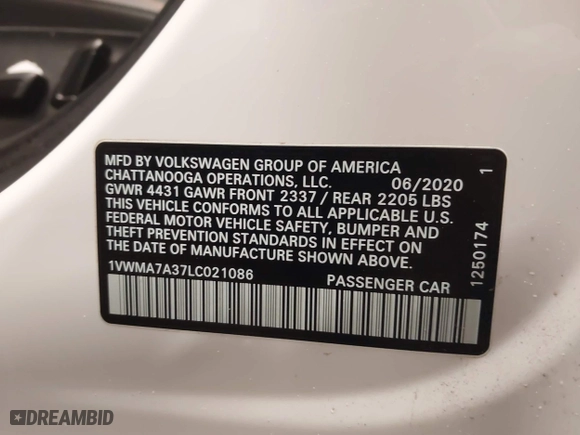 MFD BY VOLKSWAGEN GROUP OF AMERICA
CHATTANOOGA OPERATIONS, LLC. 06/2020 1
GVWR 4431 GAWR FRONT 2337 / REAR 2205 LBS
THIS VEHICLE CONFORMS TO ALL APPLICABLE U.S.
FEDERAL MOTOR VEHICLE SAFETY, BUMPER AND
THEFT PREVENTION STANDARDS IN EFFECT ON
THE DATE OF MANUFACTURE SHOWN ABOVE.
1VWMA7A37LC021086 PASSENGER CAR
1250174
DREAMBID